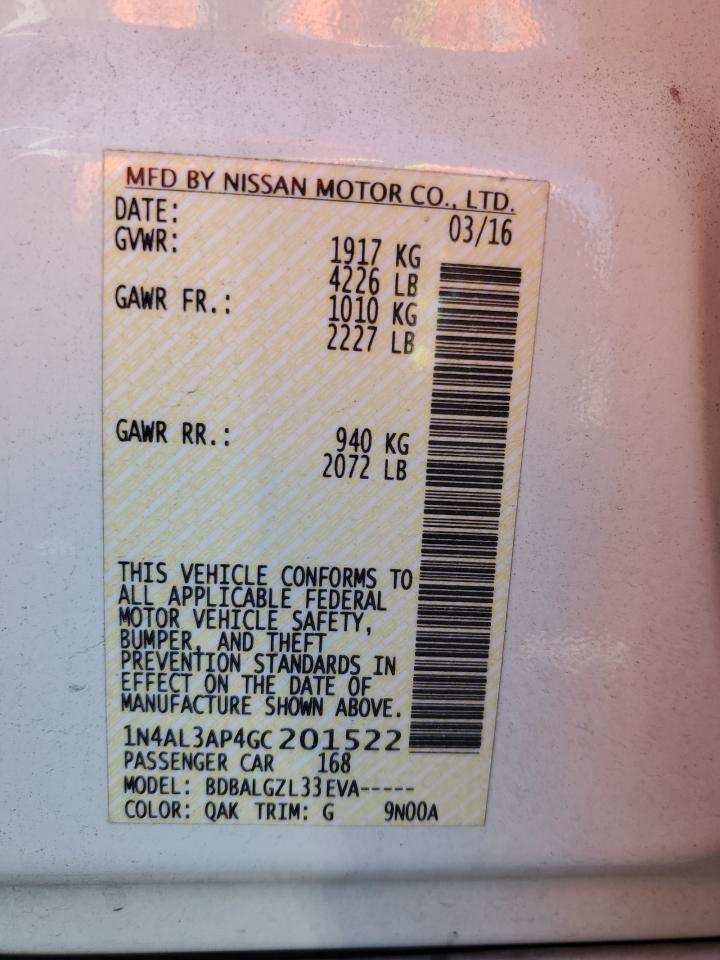 MFD BY NISSAN MOTOR CO., LTD.
DATE: 03/16
GVWR: 1917 KG
4226 LB
GAWR FR.: 1010 KG
2227 LB
GAWR RR.: 940 KG
2072 LB
THIS VEHICLE CONFORMS TO
ALL APPLICABLE FEDERAL
MOTOR VEHICLE SAFETY,
BUMPER, AND THEFT
PREVENTION STANDARDS IN
EFFECT ON THE DATE OF
MANUFACTURE SHOWN ABOVE.
1N4AL3AP4GC201522
PASSENGER CAR 168
MODEL: BDBALGZL33EVA-----
COLOR: QAK TRIM: G 9N00A